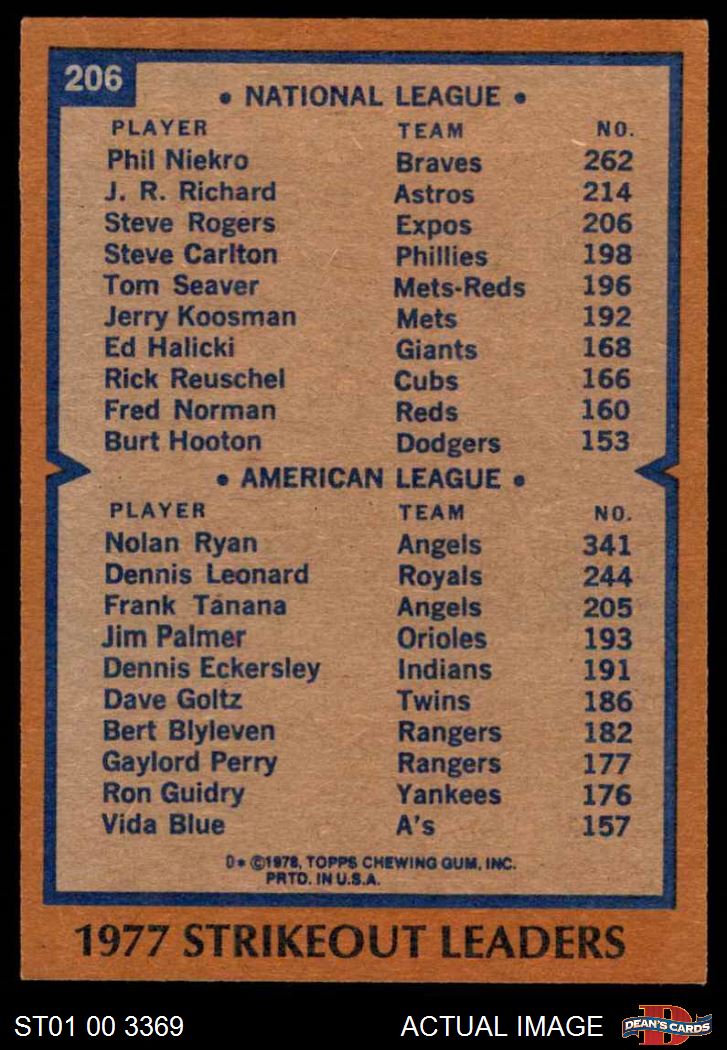 206
• NATIONAL LEAGUE •
PLAYER TEAM NO.
Phil Niekro Braves 262
J. R. Richard Astros 214
Steve Rogers Expos 206
Steve Carlton Phillies 198
Tom Seaver Mets-Reds 196
Jerry Koosman Mets 192
Ed Halicki Giants 168
Rick Reuschel Cubs 166
Fred Norman Reds 160
Burt Hooton Dodgers 153
• AMERICAN LEAGUE •
PLAYER TEAM NO.
Nolan Ryan Angels 341
Dennis Leonard Royals 244
Frank Tanana Angels 205
Jim Palmer Orioles 193
Dennis Eckersley Indians 191
Dave Goltz Twins 186
Bert Blyleven Rangers 182
Gaylord Perry Rangers 177
Ron Guidry Yankees 176
Vida Blue A's 157
D* ©1978, TOPPS CHEWING GUM, INC.
PRTD. IN U.S.A.
1977 STRIKEOUT LEADERS
ST01 00 3369 ACTUAL IMAGE DEAN'S CARDS